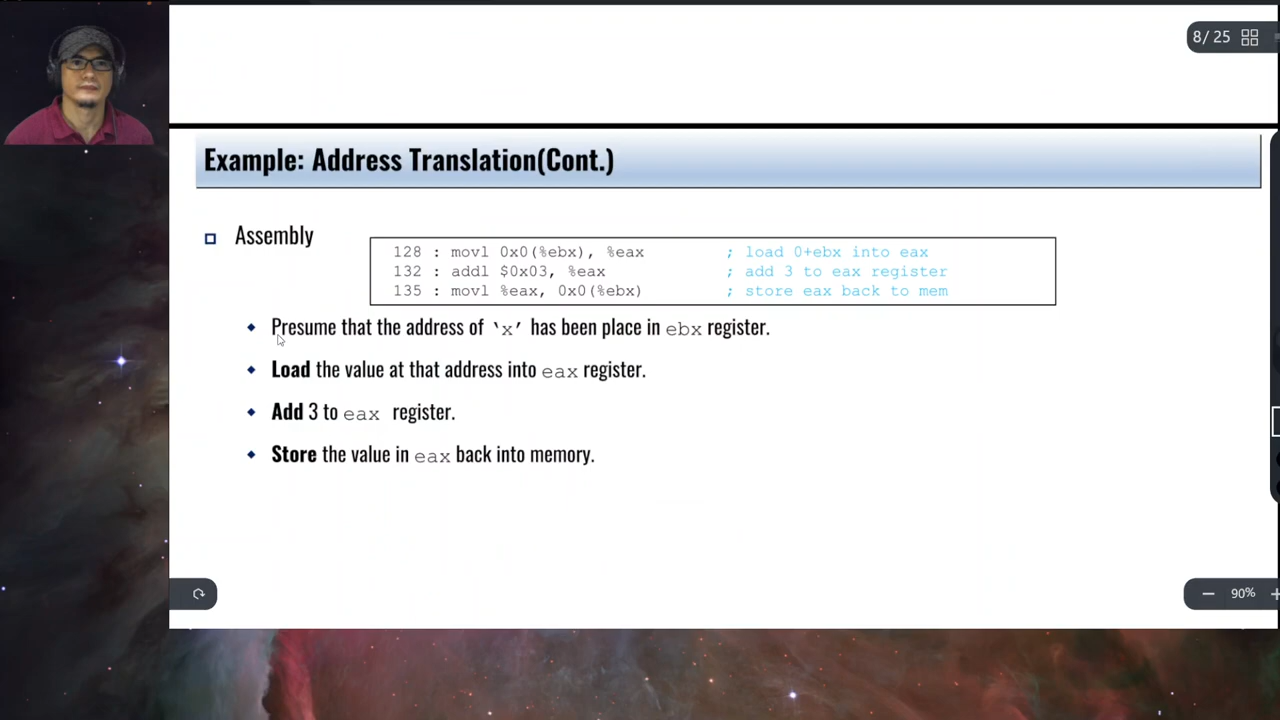 8/ 25
Example: Address Translation(Cont.)
Assembly
128 : movl 0x0(%ebx), %eax ; load 0+ebx into eax
132 : addl $0x03, %eax ; add 3 to eax register
135 : movl %eax, 0x0(%ebx) ; store eax back to mem
Presume that the address of ‘x’ has been place in ebx register.
Load the value at that address into eax register.
Add 3 to eax register.
Store the value in eax back into memory.
90%